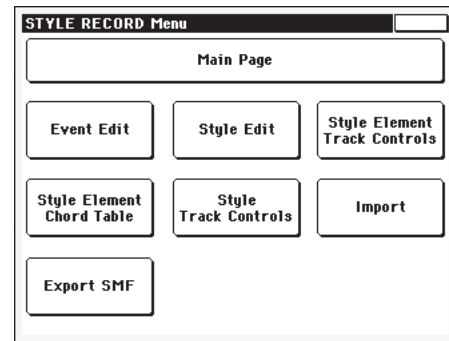 STYLE RECORD Menu
Main Page
Event Edit
Style Edit
Style Element
Track Controls
Style Element
Chord Table
Style
Track Controls
Import
Export SMF